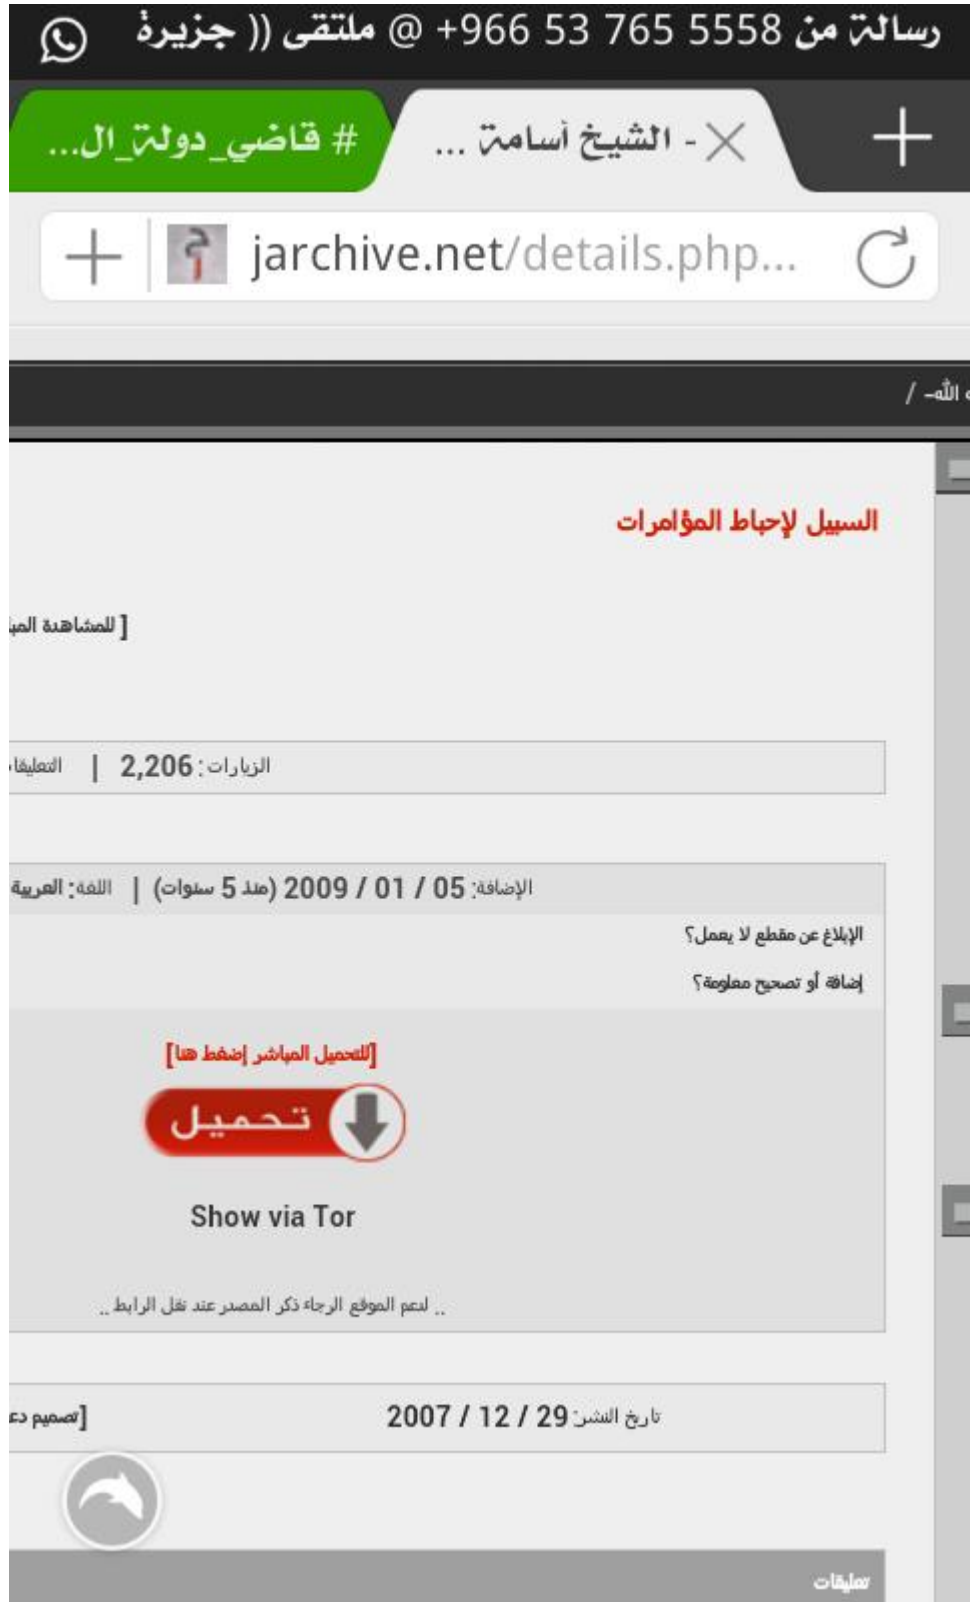 رسالة من 5558 765 53 966+ @ ملتقى (( جزيرة
# قاضي_دولة_ال...
- الشيخ أسامة ...
jarchive.net/details.php...
الله- /
السبيل لإحباط المؤامرات
[ للمشاهدة المبا
الزيارات: 2,206 | التعليقا
الإضافة: 05 / 01 / 2009 (منذ 5 سنوات) | اللغة: العربية
الإبلاغ عن مقطع لا يعمل؟
إضافة أو تصحيح معلومة؟
[للتحميل المباشر إضغط هنا]
تحميل
Show via Tor
.. لدعم الموقع الرجاء ذكر المصدر عند نقل الرابط ..
تاريخ النشر: 29 / 12 / 2007 [تصميم دع
تعليقات